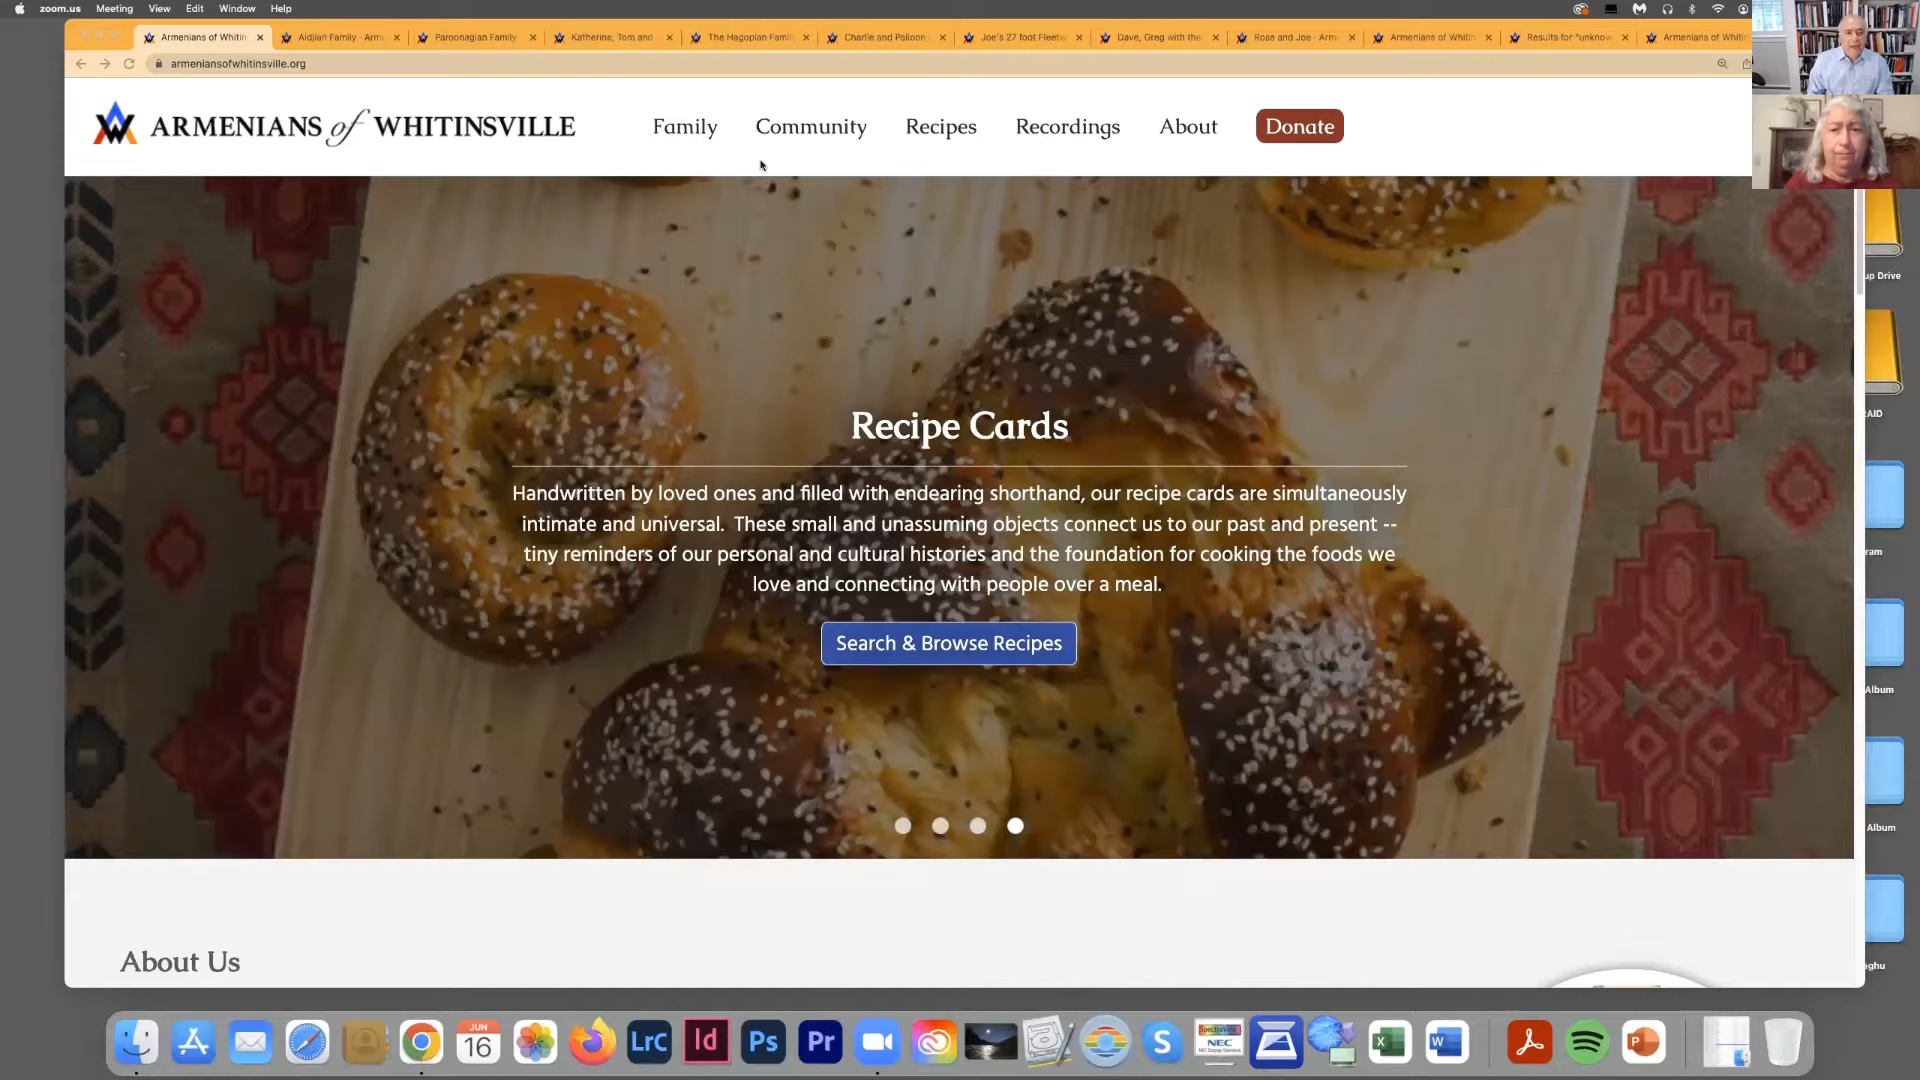 zoom.us Meeting View Edit Window Help
Armenians of Whitin
Aidjian Family - Arm
Paroonagian Family
Katherine, Tom and
The Hagopian Famil
Charlie and Pailoon
Joe's 27 foot Fleetw
Dave, Greg with the
Rose and Joe - Arm
Armenians of Whitin
Results for "unknow
Armenians of Whitin
armeniansofwhitinsville.org
ARMENIANS of WHITINSVILLE
Family Community Recipes Recordings About Donate
up Drive
Recipe Cards
Handwritten by loved ones and filled with endearing shorthand, our recipe cards are simultaneously
intimate and universal. These small and unassuming objects connect us to our past and present --
tiny reminders of our personal and cultural histories and the foundation for cooking the foods we
love and connecting with people over a meal.
Search & Browse Recipes
RAID
ram
Album
Album
ghu
About Us
JUN
16
LrC
Id
Ps
Pr
S
SpectraView
NEC
X
W
P